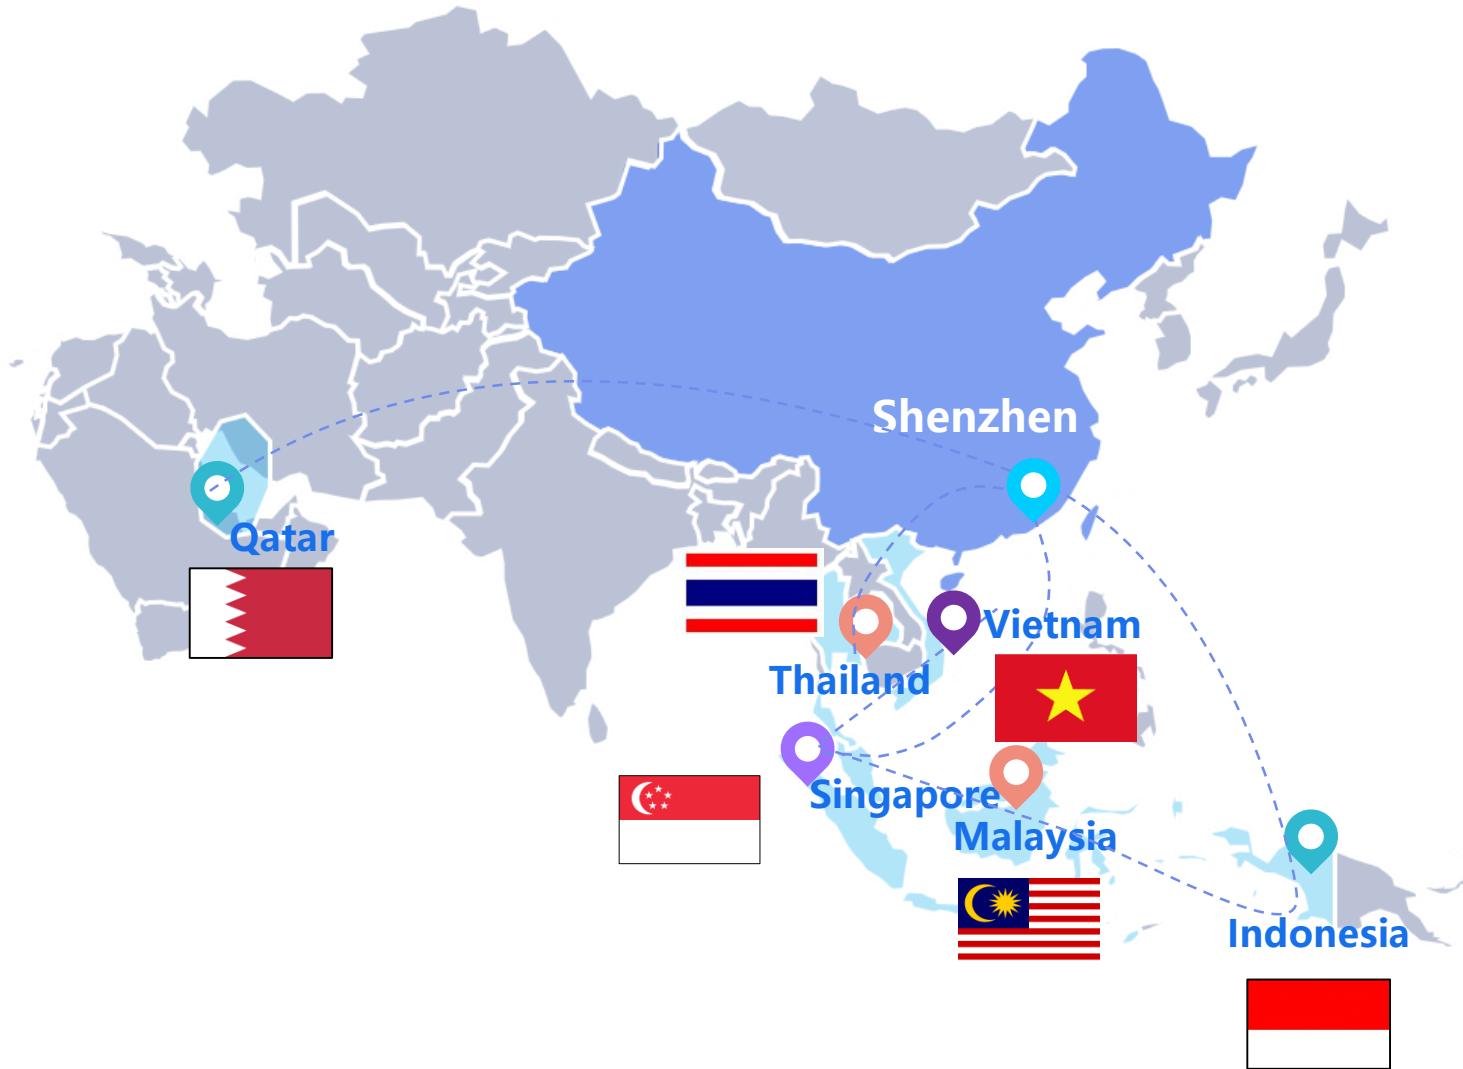 Shenzhen
Qatar
Vietnam
Thailand
Singapore
Malaysia
Indonesia